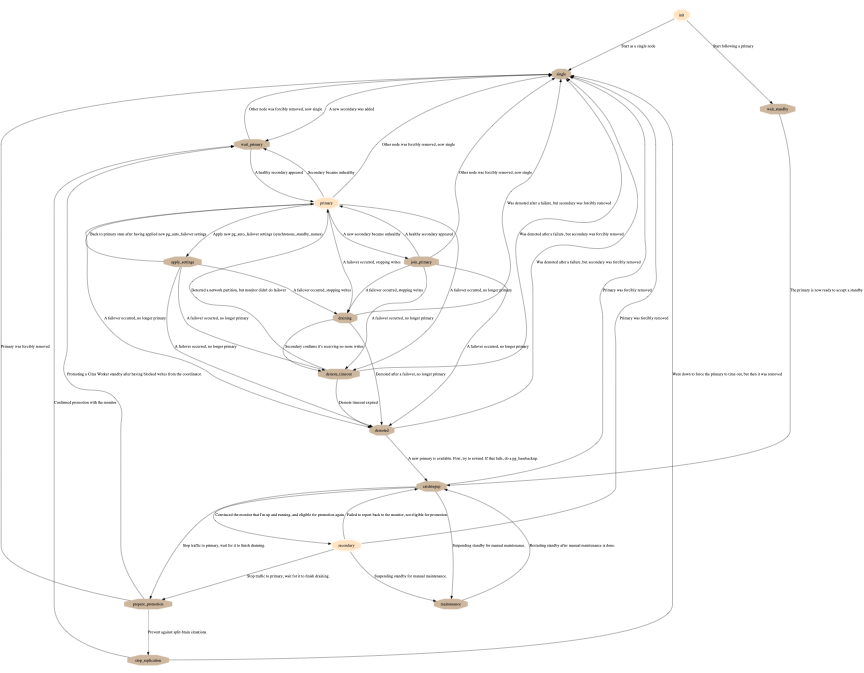 init
Start as a single node
Start following a primary
single
wait_standby
Other node was forcibly removed, now single
A new secondary was added
wait_primary
Other node was forcibly removed, now single
A healthy secondary appeared
Secondary became unhealthy
Other node was forcibly removed, now single
primary
Was demoted after a failure, but secondary was forcibly removed
Back to primary state after having applied new pg_auto_failover settings
Apply new pg_auto_failover settings (synchronous_standby_names)
A new secondary became unhealthy
A healthy secondary appeared
Was demoted after a failure, but secondary was forcibly removed
apply_settings
A failover occurred, stopping writes
join_primary
Was demoted after a failure, but secondary was forcibly removed
Detected a network partition, but monitor didn't do failover
A failover occurred, stopping writes
A failover occurred, stopping writes
A failover occurred, no longer primary
Primary was forcibly removed
The primary is now ready to accept a standby
A failover occurred, no longer primary
draining
A failover occurred, no longer primary
Primary was forcibly removed
Primary was forcibly removed
A failover occurred, no longer primary
Secondary confirms it's receiving no more writes
A failover occurred, no longer primary
Promoting a Citus Worker standby after having blocked writes from the coordinator.
demote_timeout
Demoted after a failure, no longer primary
Went down to force the primary to time out, but then it was removed
Confirmed promotion with the monitor
Demote timeout expired
demoted
A new primary is available. First, try to rewind. If that fails, do a pg_basebackup.
catchingup
Convinced the monitor that I'm up and running, and eligible for promotion again
Failed to report back to the monitor, not eligible for promotion
Stop traffic to primary, wait for it to finish draining.
secondary
Suspending standby for manual maintenance.
Restarting standby after manual maintenance is done.
Stop traffic to primary, wait for it to finish draining.
Suspending standby for manual maintenance.
prepare_promotion
maintenance
Prevent against split-brain situations.
stop_replication